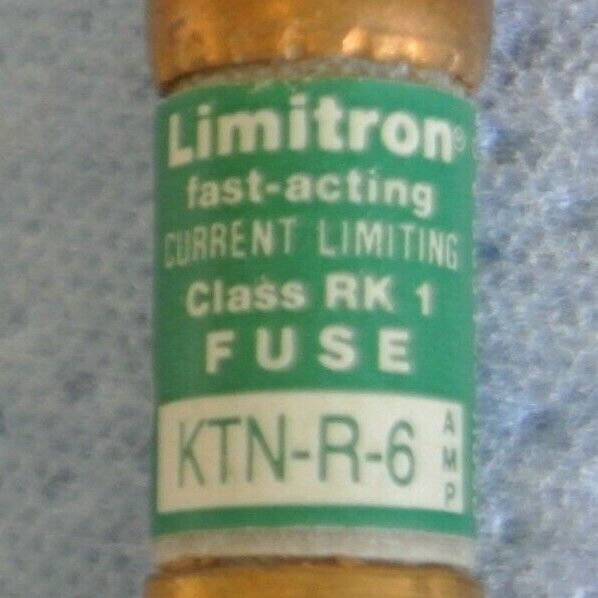 Limitron®
fast-acting
CURRENT LIMITING
Class RK 1
FUSE
KTN-R-6 AMP